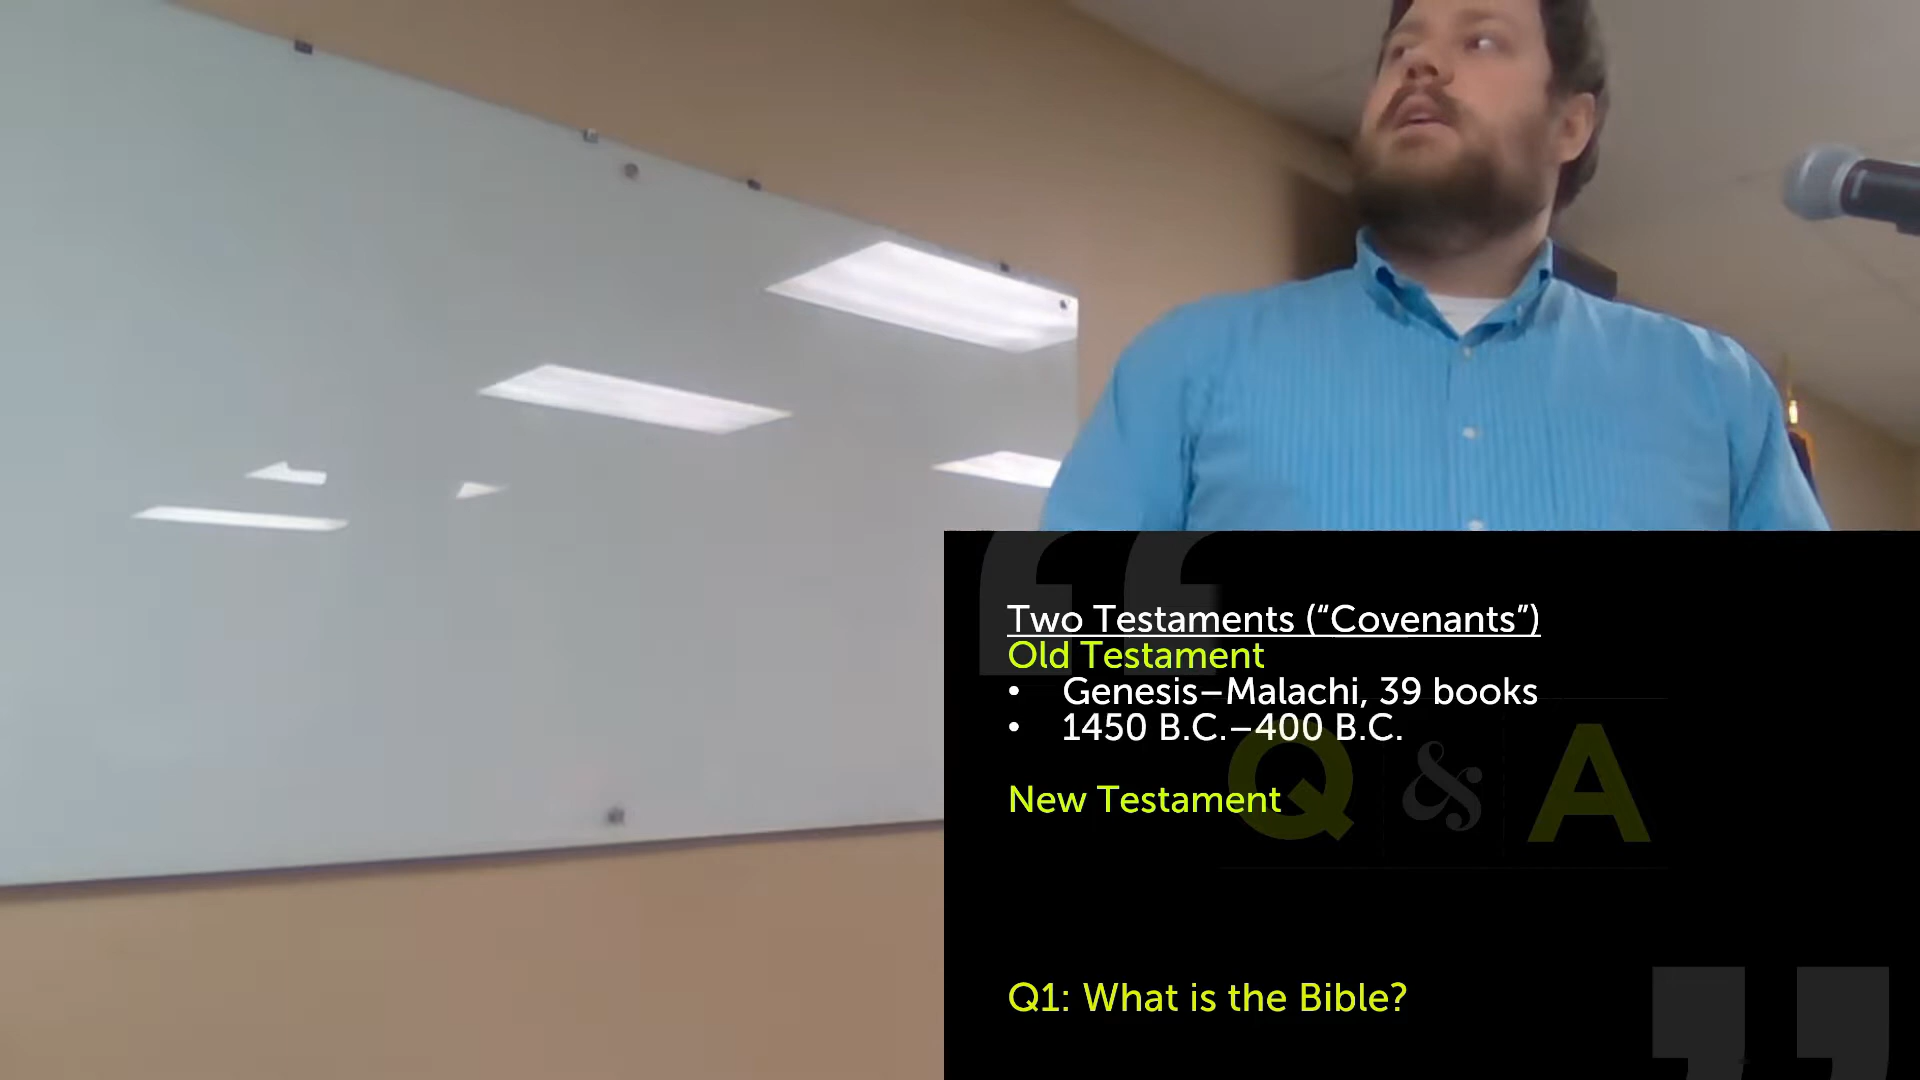 Two Testaments (“Covenants”)
Old Testament
• Genesis–Malachi, 39 books
• 1450 B.C.–400 B.C.
New Testament
Q & A
Q1: What is the Bible?